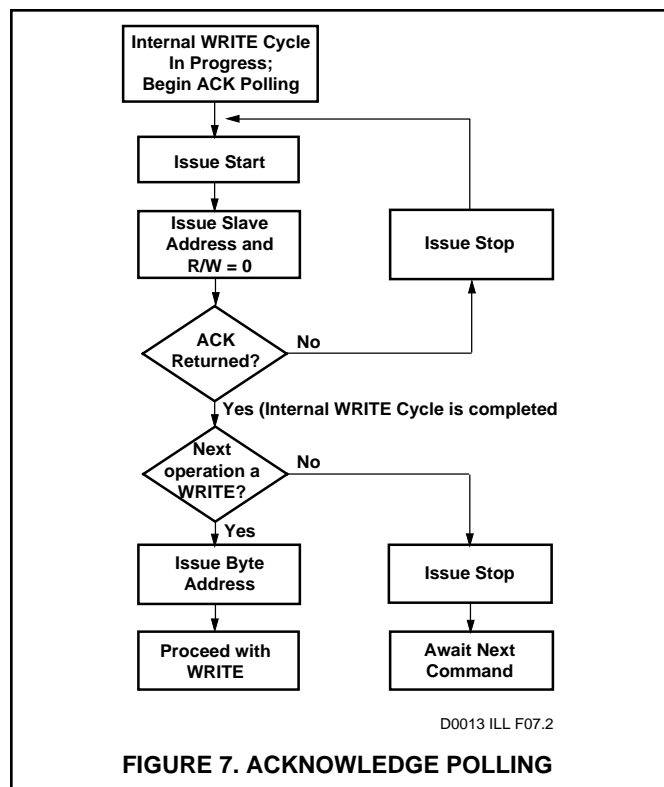 Internal WRITE Cycle
In Progress;
Begin ACK Polling
Issue Start
Issue Slave
Address and
R/W = 0
Issue Stop
ACK
Returned?
No
Yes (Internal WRITE Cycle is completed
Next
operation a
WRITE?
No
Yes
Issue Byte
Address
Issue Stop
Proceed with
WRITE
Await Next
Command
D0013 ILL F07.2
FIGURE 7. ACKNOWLEDGE POLLING